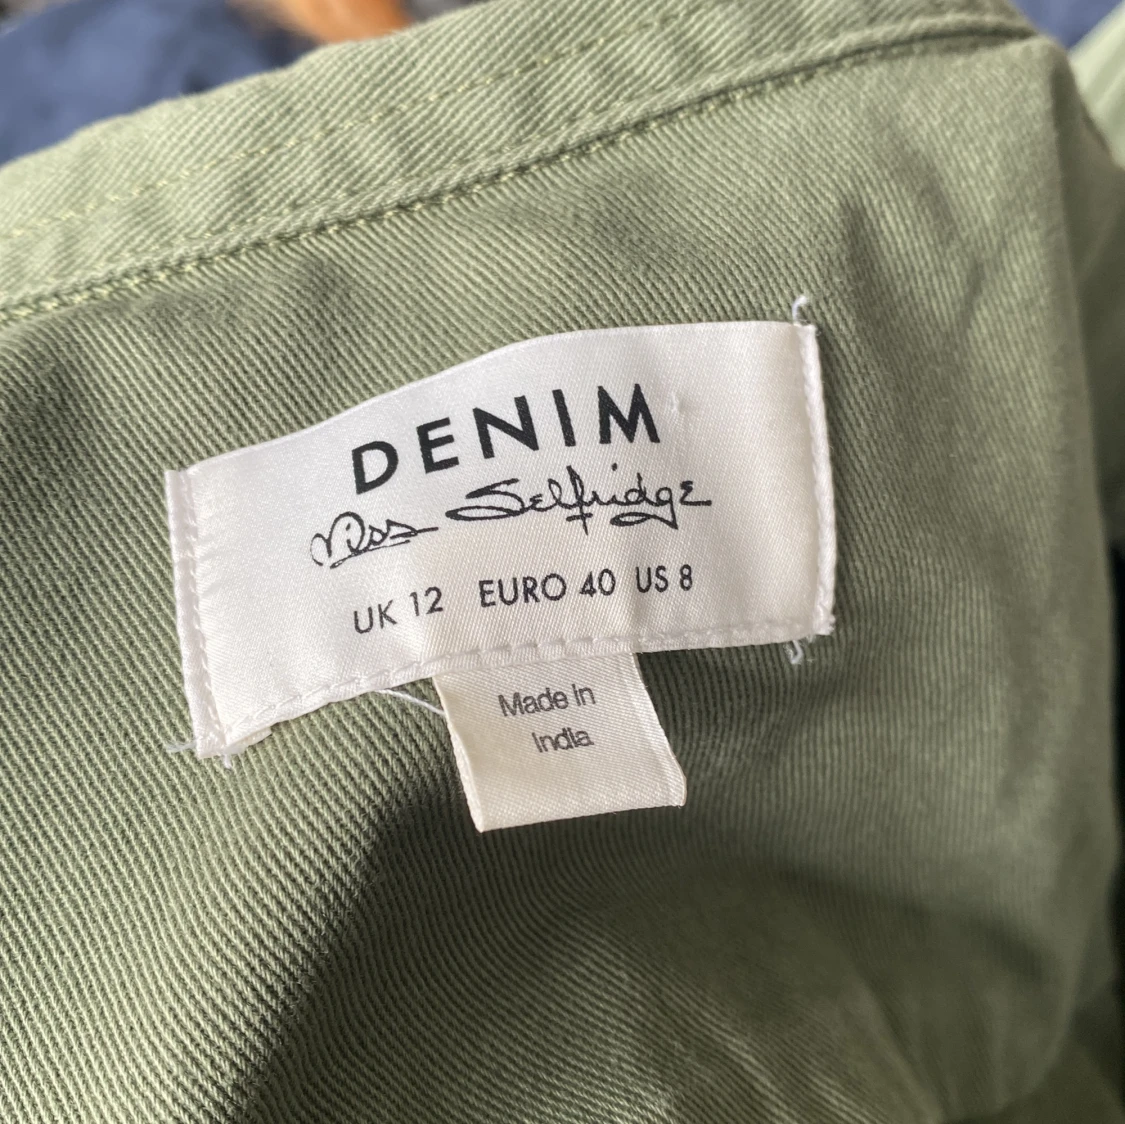 DENIM
Miss Selfridge
UK 12 EURO 40 US 8
Made In
India